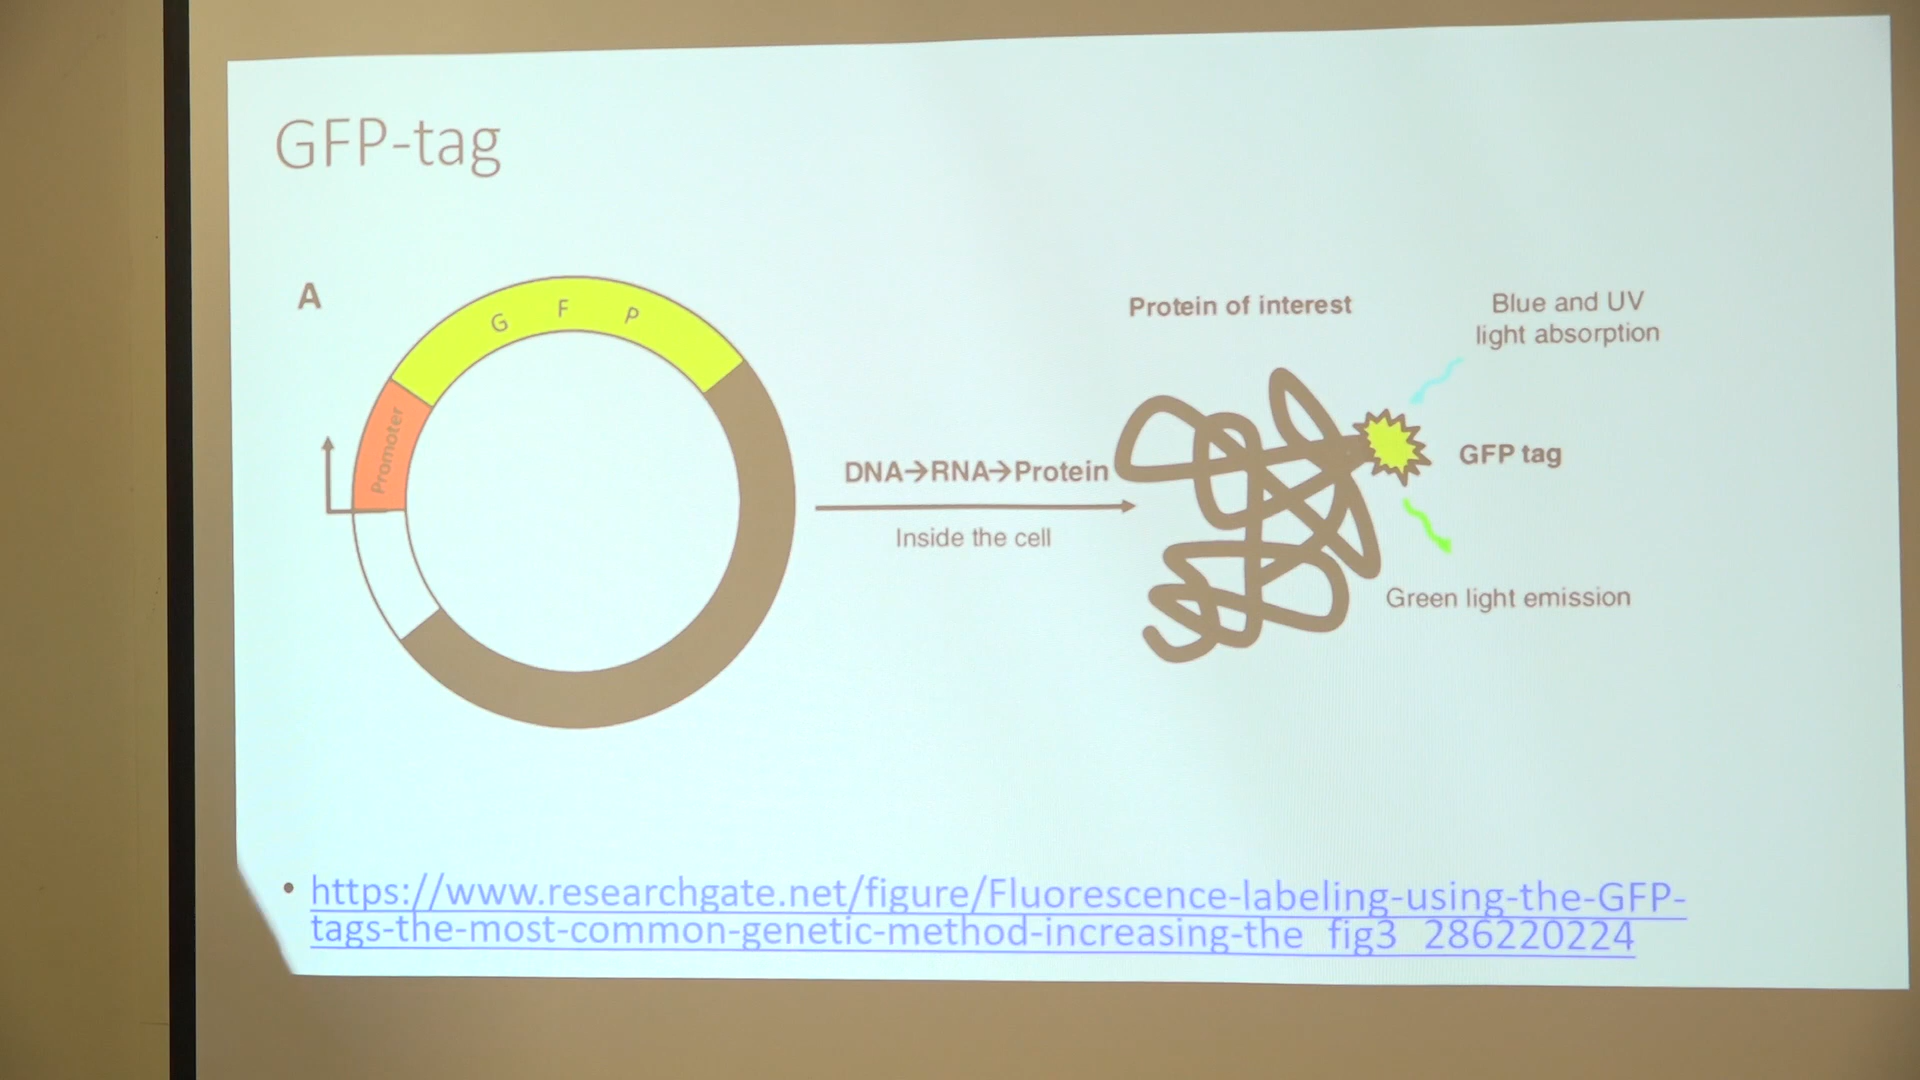 GFP-tag
A
G F P
Promoter
DNA→RNA→Protein
Inside the cell
Protein of interest
Blue and UV
light absorption
GFP tag
Green light emission
• https://www.researchgate.net/figure/Fluorescence-labeling-using-the-GFP-
tags-the-most-common-genetic-method-increasing-the_fig3_286220224